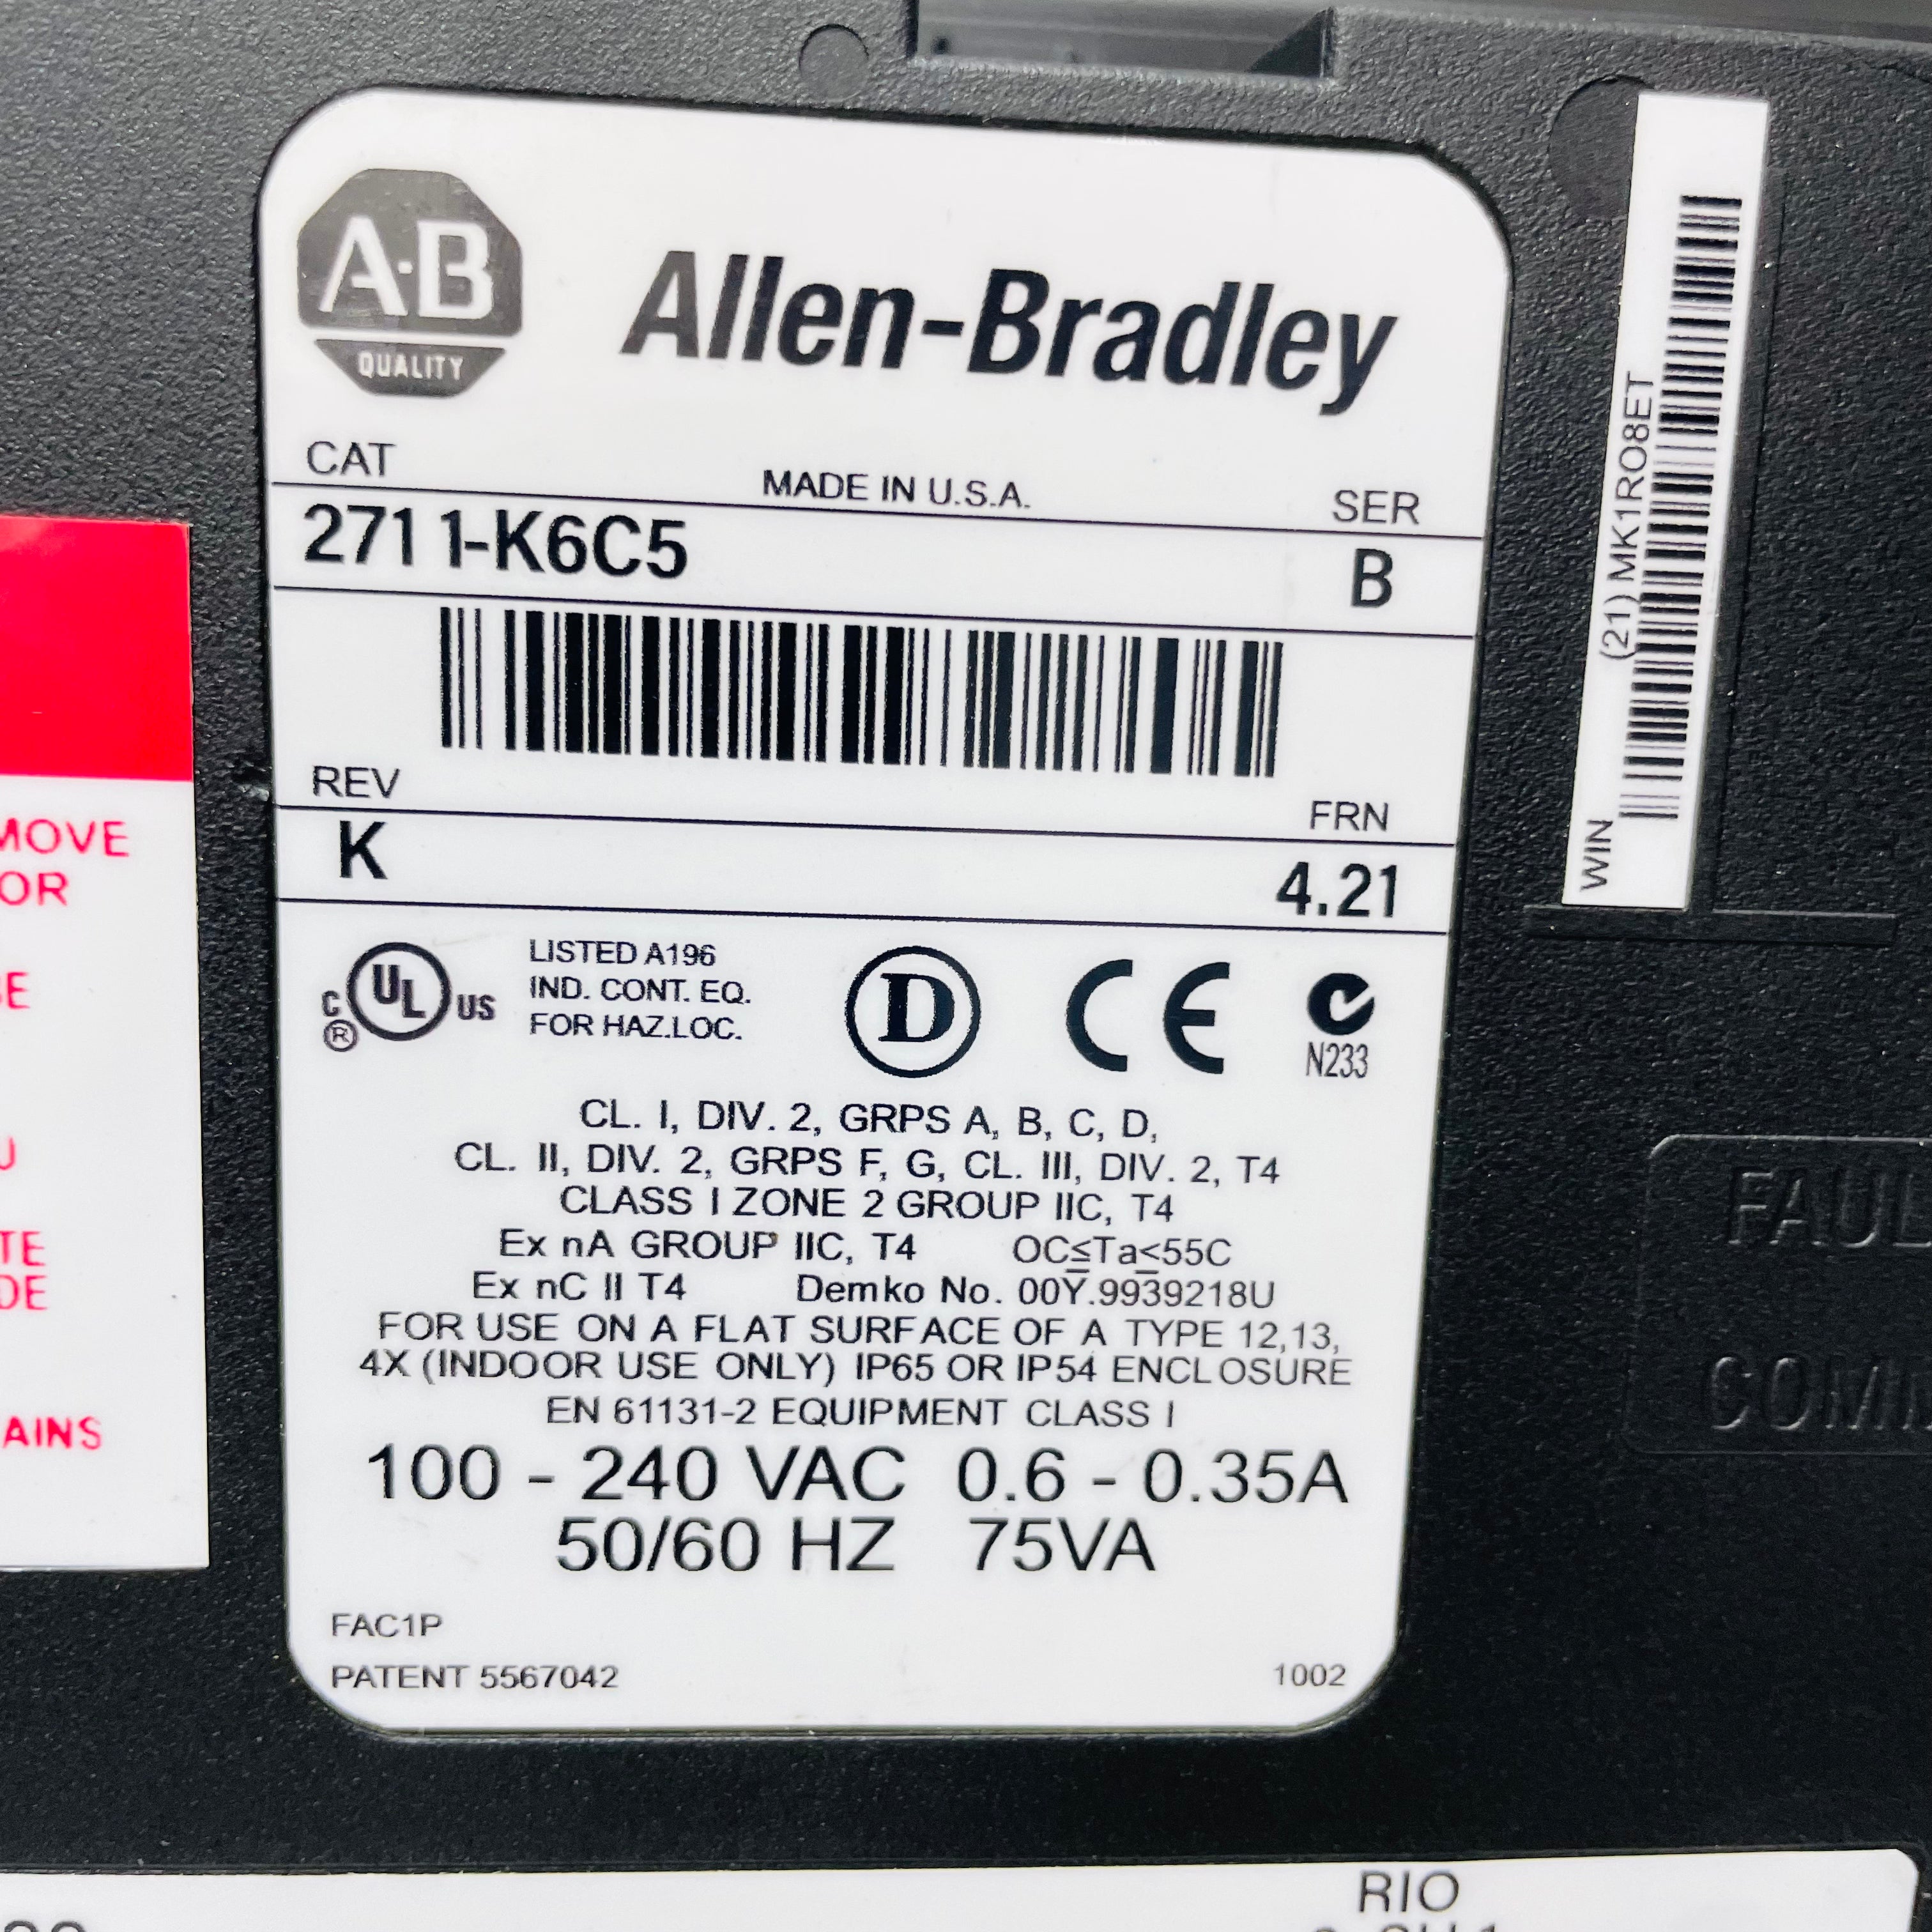 A·B
QUALITY
Allen-Bradley
CAT
MADE IN U.S.A.
SER
2711-K6C5
B
REV
FRN
K
4.21
C UL US
®
LISTED A196
IND. CONT. EQ.
FOR HAZ.LOC.
D
CE
N233
CL. I, DIV. 2, GRPS A, B, C, D,
CL. II, DIV. 2, GRPS F, G, CL. III, DIV. 2, T4
CLASS I ZONE 2 GROUP IIC, T4
Ex nA GROUP IIC, T4 OC≤Ta≤55C
Ex nC II T4 Demko No. 00Y.9939218U
FOR USE ON A FLAT SURFACE OF A TYPE 12,13,
4X (INDOOR USE ONLY) IP65 OR IP54 ENCLOSURE
EN 61131-2 EQUIPMENT CLASS I
100 - 240 VAC 0.6 - 0.35A
50/60 HZ 75VA
FAC1P
PATENT 5567042
1002
(21) MK1RO8ET
WIN
MOVE
OR
E
U
TE
DE
AINS
FAUL
COMM
RIO